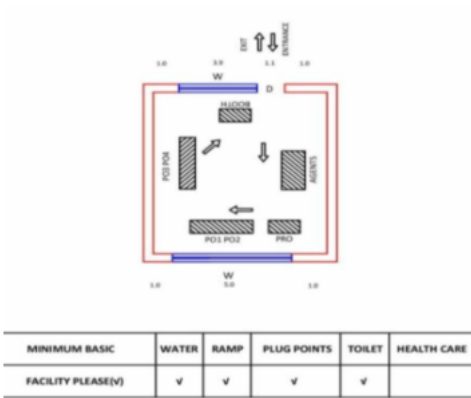 EXIT ENTRANCE
1.0 3.0 1.1 1.0
W
D
BOOTH
PO3 PO4
AGENTS
PO1 PO2 PRO
W
1.0 5.0 1.0
MINIMUM BASIC WATER RAMP PLUG POINTS TOILET HEALTH CARE
FACILITY PLEASE(√) √ √ √ √